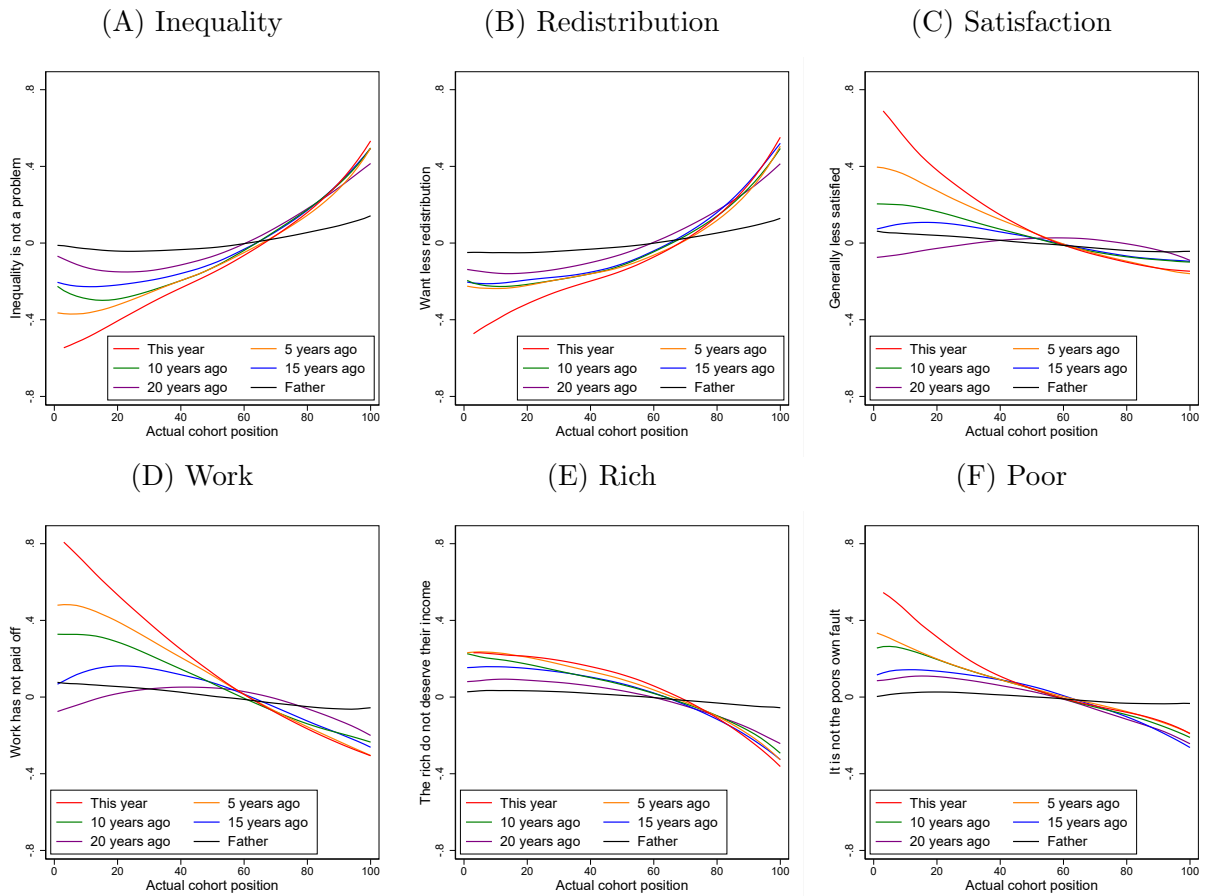 (A) Inequality
(B) Redistribution
(C) Satisfaction
Inequality is not a problem
.8
.4
0
-.4
-.8
This year
5 years ago
10 years ago
15 years ago
20 years ago
Father
0 20 40 60 80 100
Actual cohort position
Want less redistribution
.8
.4
0
-.4
-.8
This year
5 years ago
10 years ago
15 years ago
20 years ago
Father
0 20 40 60 80 100
Actual cohort position
Generally less satisfied
.8
.4
0
-.4
-.8
This year
5 years ago
10 years ago
15 years ago
20 years ago
Father
0 20 40 60 80 100
Actual cohort position
(D) Work
(E) Rich
(F) Poor
Work has not paid off
.8
.4
0
-.4
-.8
This year
5 years ago
10 years ago
15 years ago
20 years ago
Father
0 20 40 60 80 100
Actual cohort position
The rich do not deserve their income
.8
.4
0
-.4
-.8
This year
5 years ago
10 years ago
15 years ago
20 years ago
Father
0 20 40 60 80 100
Actual cohort position
It is not the poors own fault
.8
.4
0
-.4
-.8
This year
5 years ago
10 years ago
15 years ago
20 years ago
Father
0 20 40 60 80 100
Actual cohort position